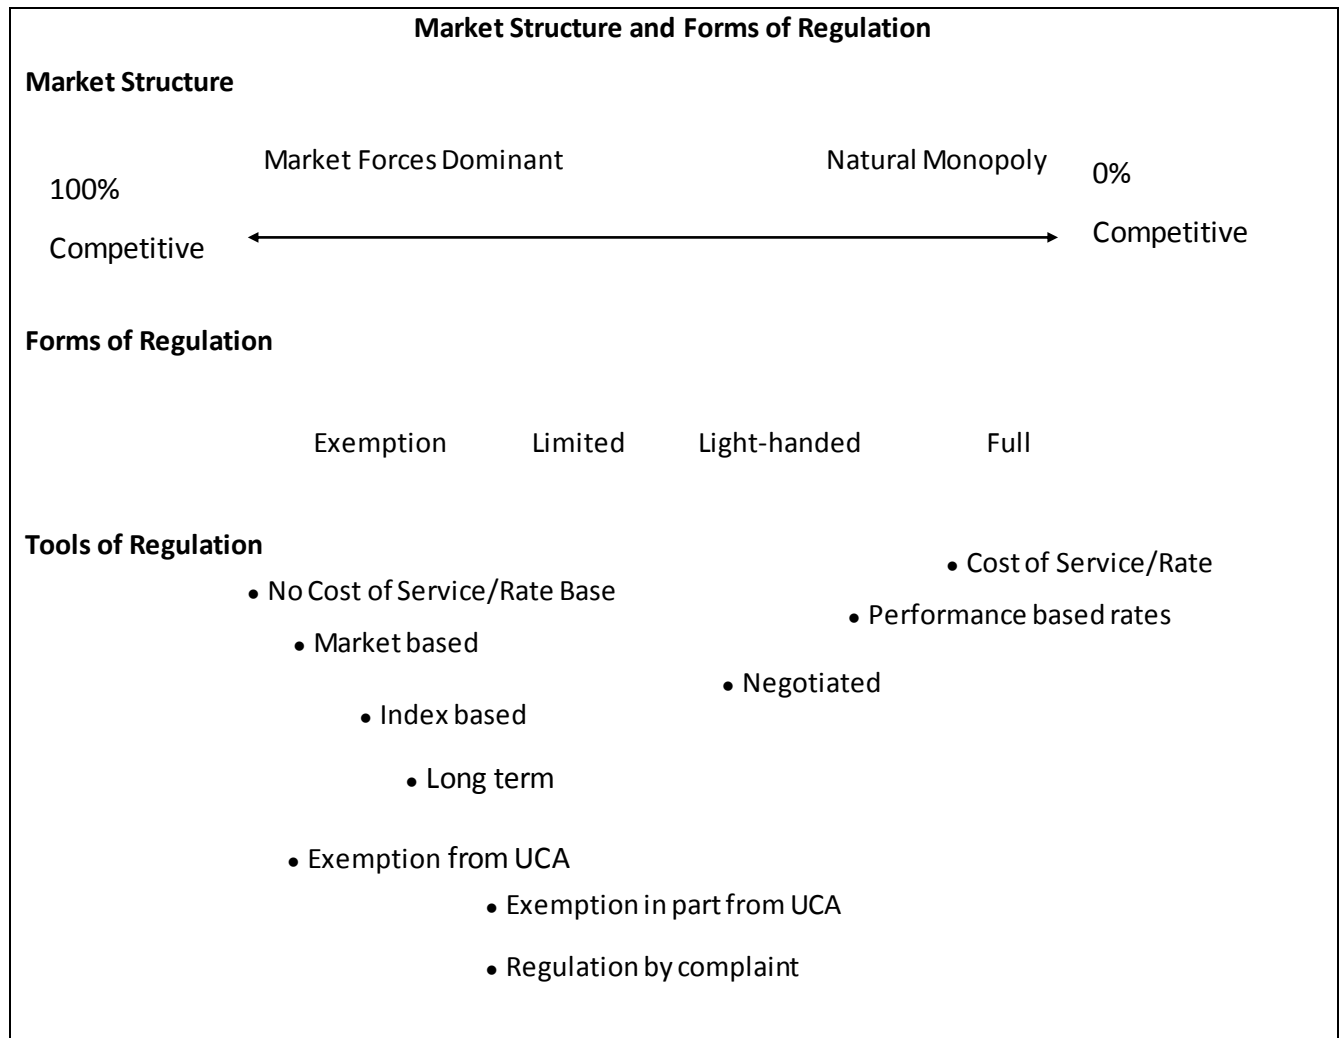 Market Structure and Forms of Regulation
Market Structure
Market Forces Dominant Natural Monopoly
100% 0%
Competitive Competitive
Forms of Regulation
Exemption Limited Light-handed Full
Tools of Regulation
• Cost of Service/Rate
• No Cost of Service/Rate Base
• Performance based rates
• Market based
• Negotiated
• Index based
• Long term
• Exemption from UCA
• Exemption in part from UCA
• Regulation by complaint